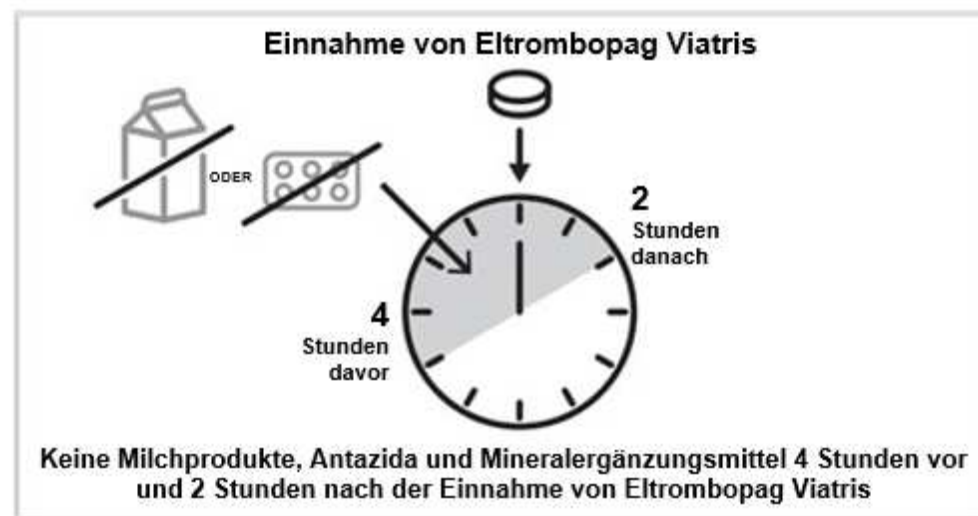 Einnahme von Eltrombopag Viatris
ODER
2
Stunden
danach
4
Stunden
davor
Keine Milchprodukte, Antazida und Mineralergänzungsmittel 4 Stunden vor
und 2 Stunden nach der Einnahme von Eltrombopag Viatris